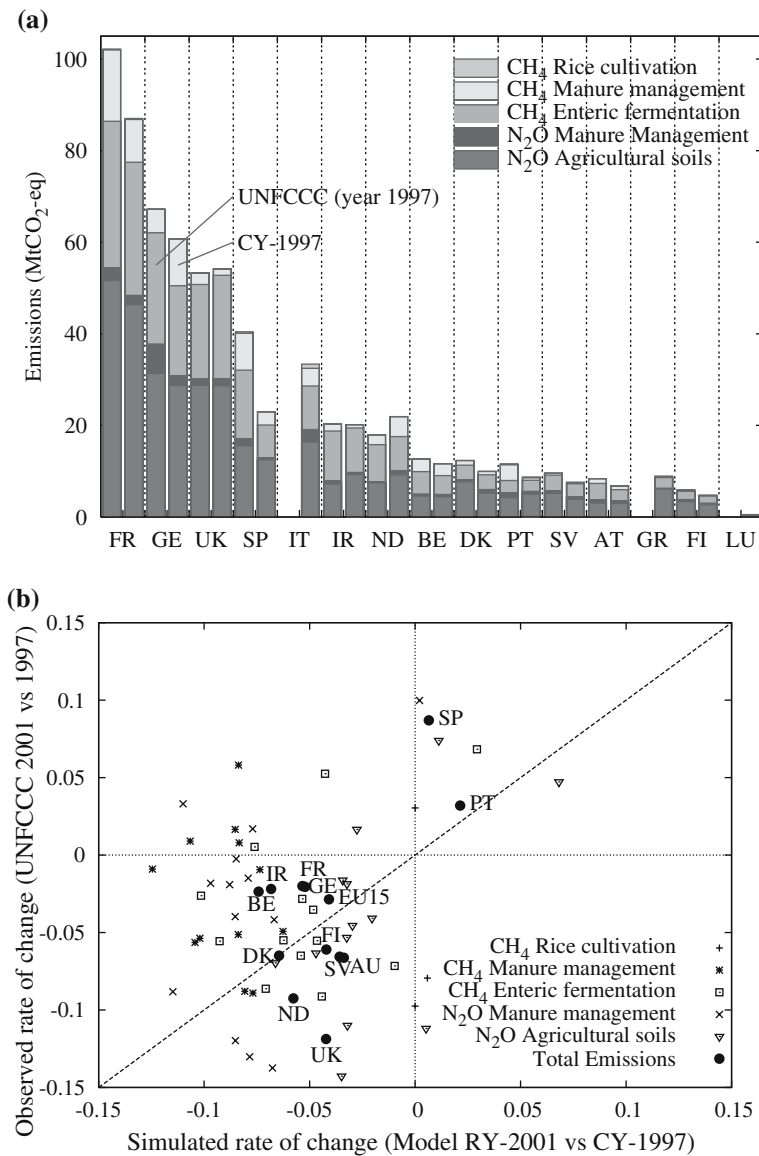 (a)
Emissions (MtCO2-eq)
100
80
60
40
20
0
CH4 Rice cultivation
CH4 Manure management
CH4 Enteric fermentation
N2O Manure Management
N2O Agricultural soils
UNFCCC (year 1997)
CY-1997
FR GE UK SP IT IR ND BE DK PT SV AT GR FI LU
(b)
Observed rate of change (UNFCCC 2001 vs 1997)
0.15
0.1
0.05
0
-0.05
-0.1
-0.15
SP
PT
IR
FR
GE
BE
EU15
FI
DK
SV
AU
ND
UK
CH4 Rice cultivation
CH4 Manure management
CH4 Enteric fermentation
N2O Manure management
N2O Agricultural soils
Total Emissions
-0.15 -0.1 -0.05 0 0.05 0.1 0.15
Simulated rate of change (Model RY-2001 vs CY-1997)